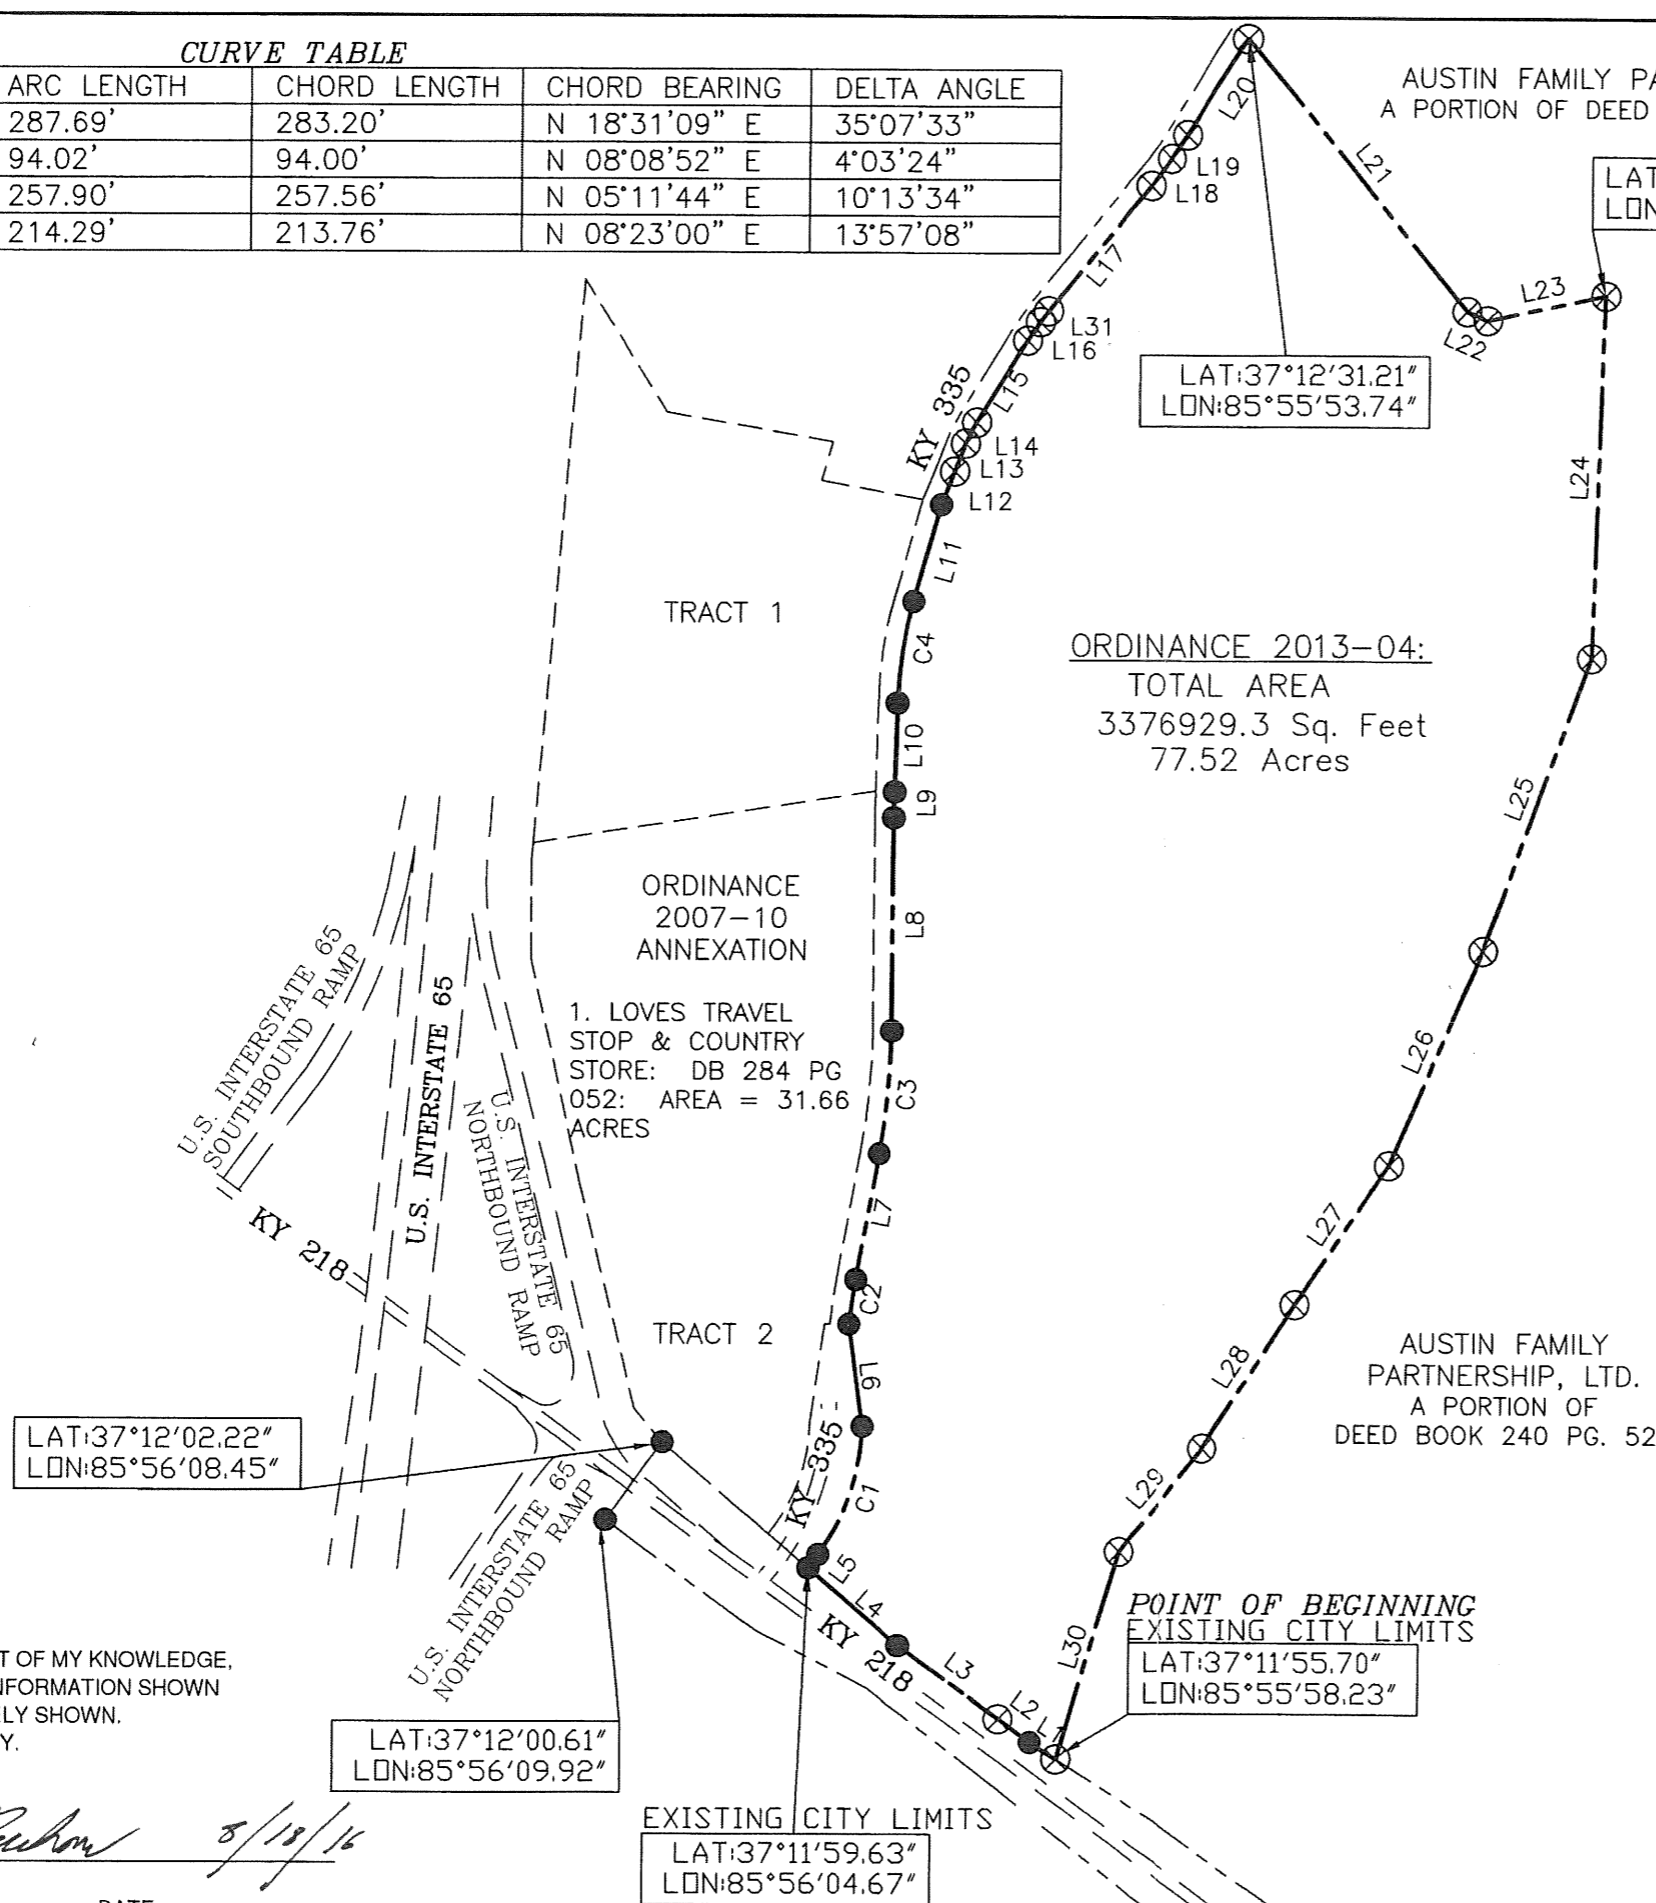 CURVE TABLE
ARC LENGTH CHORD LENGTH CHORD BEARING DELTA ANGLE
287.69' 283.20' N 18°31'09" E 35°07'33"
94.02' 94.00' N 08°08'52" E 4°03'24"
257.90' 257.56' N 05°11'44" E 10°13'34"
214.29' 213.76' N 08°23'00" E 13°57'08"
AUSTIN FAMILY PA
A PORTION OF DEED
L20
L19
L18
L21
LAT
LON
L17
L23
L22
L31
L16
LAT:37°12'31.21"
LON:85°55'53.74"
L15
KY 335
L14
L13
L12
L24
L11
TRACT 1
C4
ORDINANCE 2013-04:
TOTAL AREA
3376929.3 Sq. Feet
77.52 Acres
L10
L9
L25
ORDINANCE
2007-10
ANNEXATION
L8
1. LOVES TRAVEL
STOP & COUNTRY
STORE: DB 284 PG
052: AREA = 31.66
ACRES
U.S. INTERSTATE 65
SOUTHBOUND RAMP
U.S. INTERSTATE 65
U.S. INTERSTATE 65
NORTHBOUND RAMP
C3
L26
L7
L27
KY 218
C2
TRACT 2
L6
L28
AUSTIN FAMILY
PARTNERSHIP, LTD.
A PORTION OF
DEED BOOK 240 PG. 52
LAT:37°12'02.22"
LON:85°56'08.45"
KY 335
C1
L29
U.S. INTERSTATE 65
NORTHBOUND RAMP
L5
L4
KY 218
L3
L2
L1
L30
POINT OF BEGINNING
EXISTING CITY LIMITS
LAT:37°11'55.70"
LON:85°55'58.23"
T OF MY KNOWLEDGE,
NFORMATION SHOWN
LY SHOWN.
Y.
LAT:37°12'00.61"
LON:85°56'09.92"
8/18/16
DATE
EXISTING CITY LIMITS
LAT:37°11'59.63"
LON:85°56'04.67"